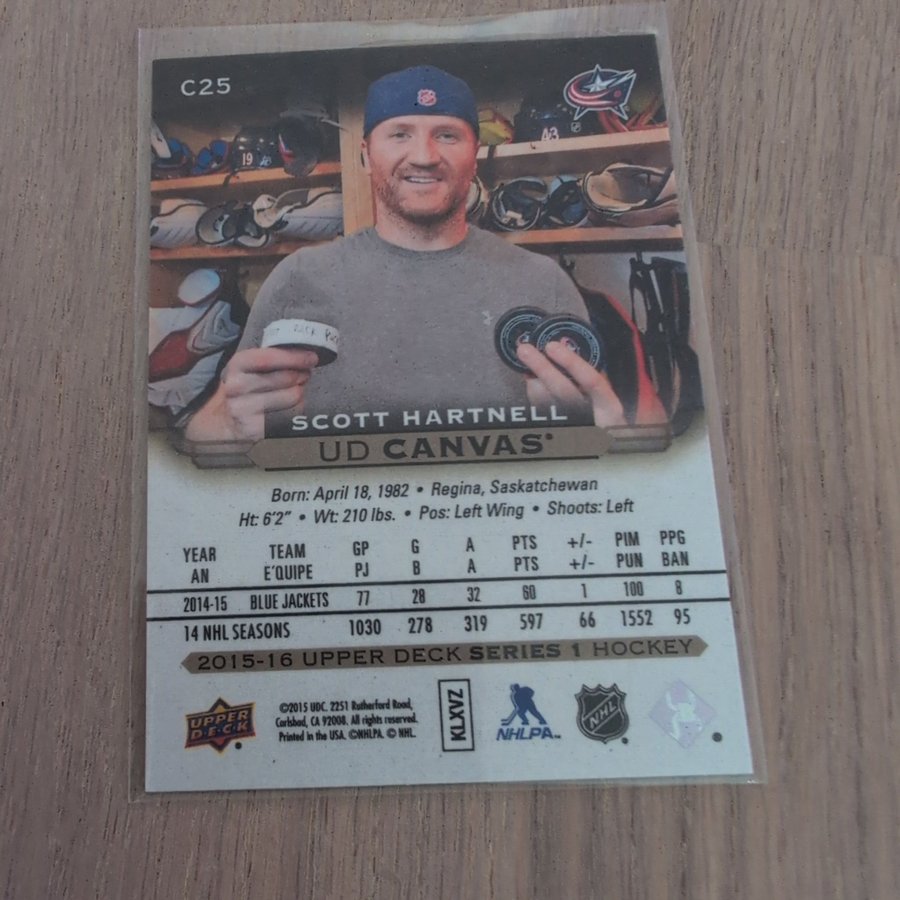 C25
19
43
SCOTT HARTNELL
UD CANVAS
Born: April 18, 1982 • Regina, Saskatchewan
Ht: 6'2" • Wt: 210 lbs. • Pos: Left Wing • Shoots: Left
YEAR TEAM GP G A PTS +/- PIM PPG
AN E'QUIPE PJ B A PTS +/- PUN BAN
2014-15 BLUE JACKETS 77 28 32 60 1 100 8
14 NHL SEASONS 1030 278 319 597 66 1552 95
2015-16 UPPER DECK SERIES 1 HOCKEY
UPPER DECK
©2015 UDC. 2251 Rutherford Road,
Carlsbad, CA 92008. All rights reserved.
Printed in the USA. ©NHLPA. © NHL.
KLXVZ
NHLPA™
NHL